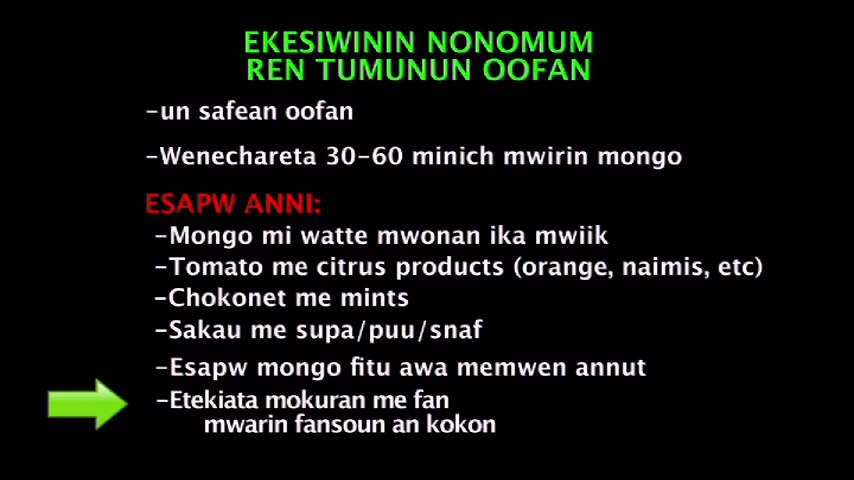 EKESIWININ NONOMUM
REN TUMUNUN OOFAN
-un safean oofan
-Wenechareta 30-60 minich mwirin mongo
ESAPW ANNI:
-Mongo mi watte mwonan ika mwiik
-Tomato me citrus products (orange, naimis, etc)
-Chokonet me mints
-Sakau me supa/puu/snaf
-Esapw mongo fitu awa memwen annut
-Etekiata mokuran me fan
mwarin fansoun an kokon